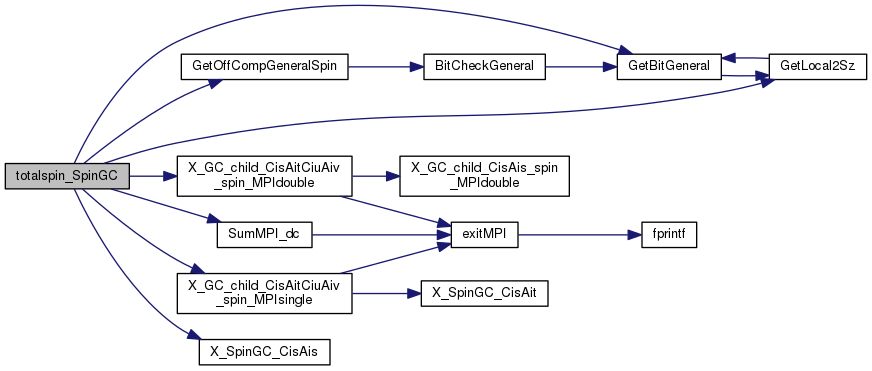 totalspin_SpinGC
GetOffCompGeneralSpin
BitCheckGeneral
GetBitGeneral
GetLocal2Sz
X_GC_child_CisAitCiuAiv
_spin_MPIdouble
X_GC_child_CisAis_spin
_MPIdouble
SumMPI_dc
exitMPI
fprintf
X_GC_child_CisAitCiuAiv
_spin_MPIsingle
X_SpinGC_CisAit
X_SpinGC_CisAis